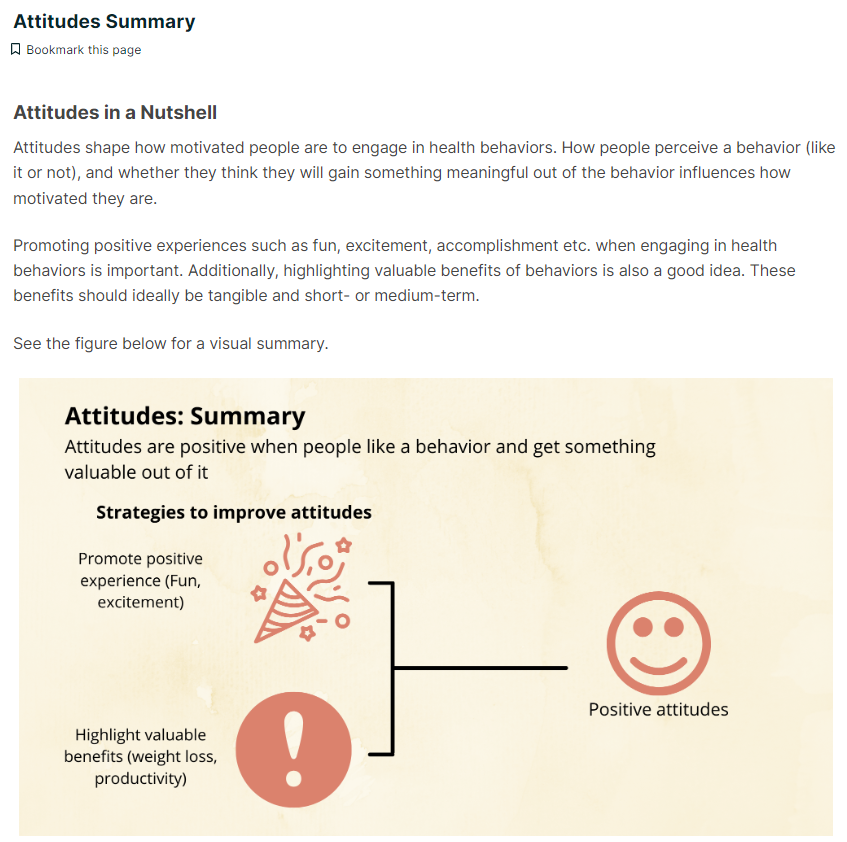 Attitudes Summary
Bookmark this page
Attitudes in a Nutshell
Attitudes shape how motivated people are to engage in health behaviors. How people perceive a behavior (like
it or not), and whether they think they will gain something meaningful out of the behavior influences how
motivated they are.
Promoting positive experiences such as fun, excitement, accomplishment etc. when engaging in health
behaviors is important. Additionally, highlighting valuable benefits of behaviors is also a good idea. These
benefits should ideally be tangible and short- or medium-term.
See the figure below for a visual summary.
Attitudes: Summary
Attitudes are positive when people like a behavior and get something
valuable out of it
Strategies to improve attitudes
Promote positive
experience (Fun,
excitement)
Highlight valuable
benefits (weight loss,
productivity)
Positive attitudes